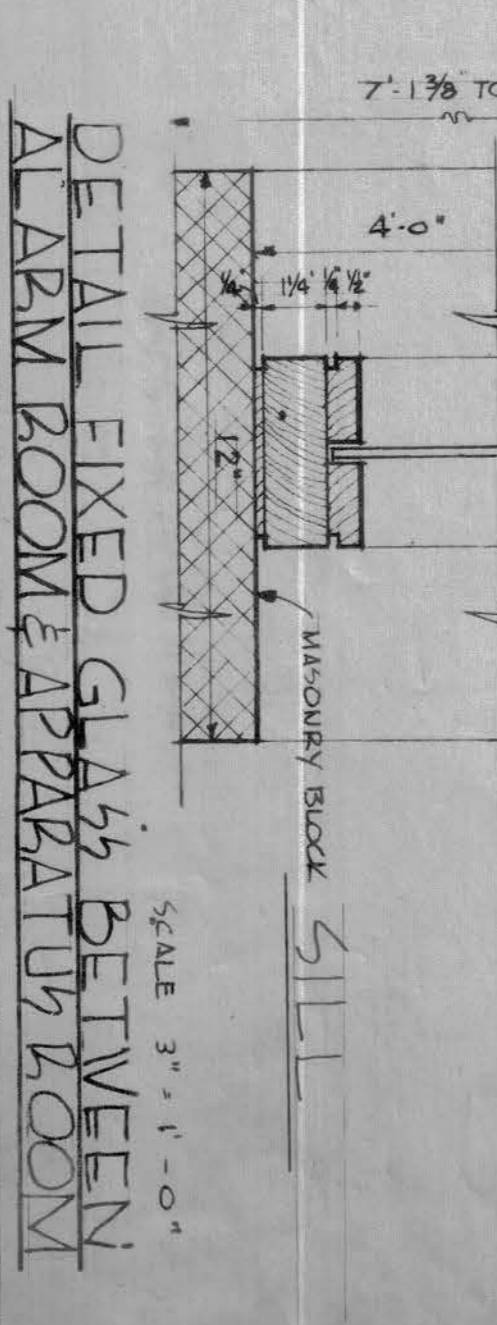 7'-1 3/8" TO
4'-0"
1/4" 1 1/4" 1/4" 1/2"
12"
MASONRY BLOCK
SILL
SCALE 3" = 1'-0"
DETAIL FIXED GLASS BETWEEN
ALARM ROOM & APPARATUS ROOM